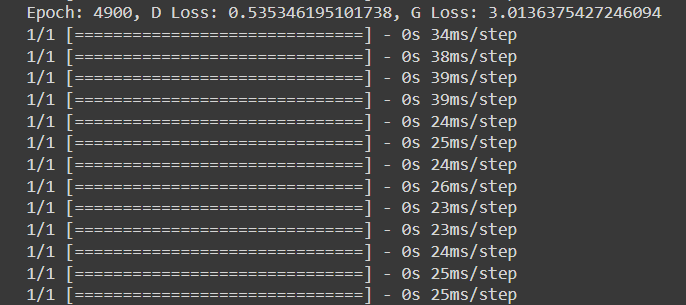 Epoch: 4900, D Loss: 0.535346195101738, G Loss: 3.0136375427246094
1/1 [==============================] - 0s 34ms/step
1/1 [==============================] - 0s 38ms/step
1/1 [==============================] - 0s 39ms/step
1/1 [==============================] - 0s 39ms/step
1/1 [==============================] - 0s 24ms/step
1/1 [==============================] - 0s 25ms/step
1/1 [==============================] - 0s 24ms/step
1/1 [==============================] - 0s 26ms/step
1/1 [==============================] - 0s 23ms/step
1/1 [==============================] - 0s 23ms/step
1/1 [==============================] - 0s 24ms/step
1/1 [==============================] - 0s 25ms/step
1/1 [==============================] - 0s 25ms/step